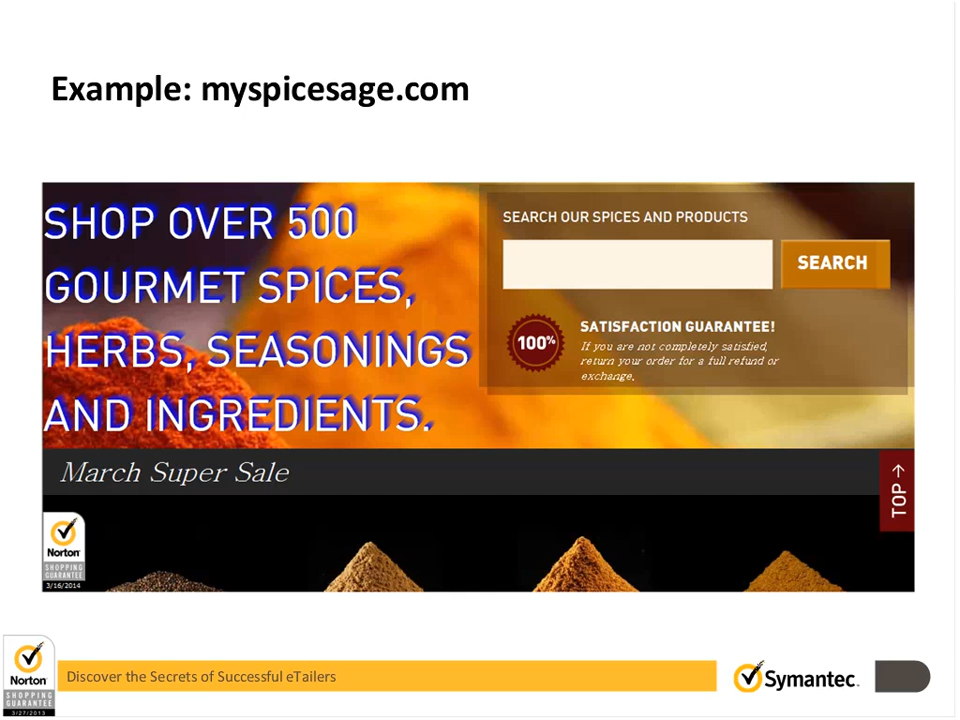 Example: myspicesage.com
SHOP OVER 500
GOURMET SPICES,
HERBS, SEASONINGS
AND INGREDIENTS.
SEARCH OUR SPICES AND PRODUCTS
SEARCH
100%
SATISFACTION GUARANTEE!
If you are not completely satisfied,
return your order for a full refund or
exchange.
March Super Sale
TOP →
Norton
SHOPPING
GUARANTEE
3/16/2014
Norton
SHOPPING
GUARANTEE
3/27/2013
Discover the Secrets of Successful eTailers
Symantec.